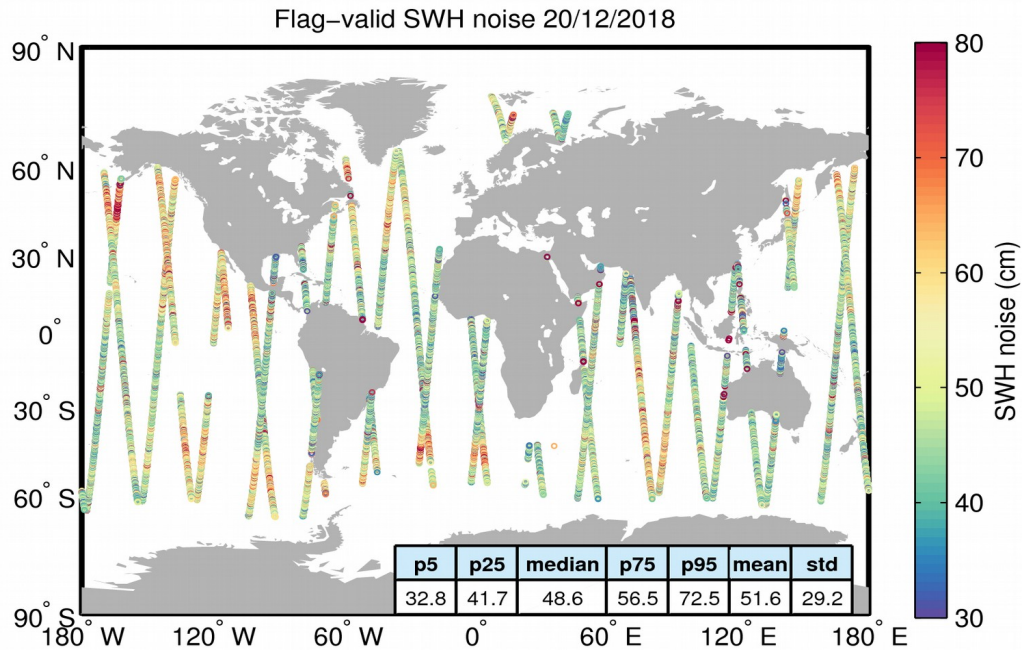 Flag−valid SWH noise 20/12/2018
90° N
60° N
30° N
0°
30° S
60° S
90° S
180° W
120° W
60° W
0°
60° E
120° E
180° E
80
70
60
50
40
30
SWH noise (cm)
p5 p25 median p75 p95 mean std
32.8 41.7 48.6 56.5 72.5 51.6 29.2